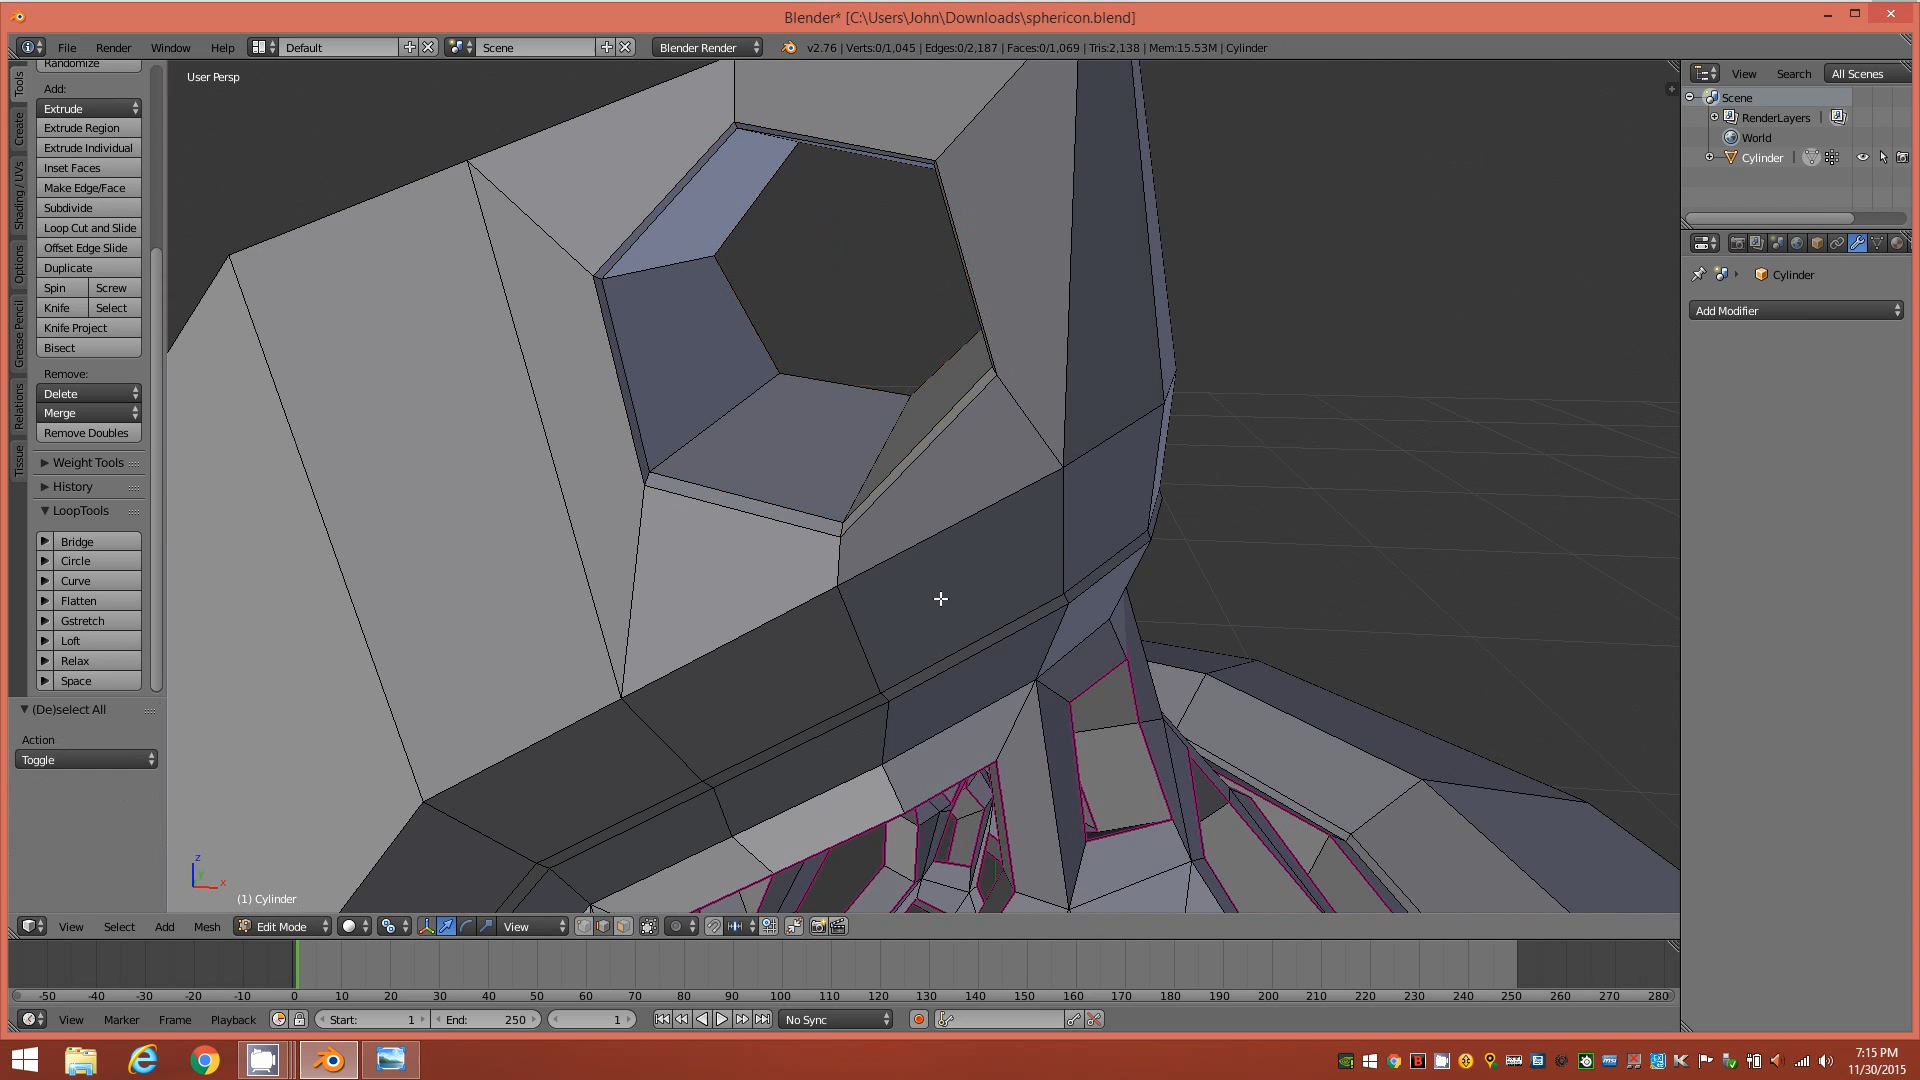 Blender* [C:\Users\John\Downloads\sphericon.blend]
File Render Window Help Default Scene Blender Render v2.76 | Verts:0/1,045 | Edges:0/2,187 | Faces:0/1,069 | Tris:2,138 | Mem:15.53M | Cylinder
Randomize
Add:
Extrude
Extrude Region
Extrude Individual
Inset Faces
Make Edge/Face
Subdivide
Loop Cut and Slide
Offset Edge Slide
Duplicate
Spin Screw
Knife Select
Knife Project
Bisect
Remove:
Delete
Merge
Remove Doubles
Weight Tools
History
LoopTools
Bridge
Circle
Curve
Flatten
Gstretch
Loft
Relax
Space
Tools
Create
Shading / UVs
Options
Grease Pencil
Relations
Tissue
(De)select All
Action
Toggle
User Persp
z
y
x
(1) Cylinder
View Search All Scenes
Scene
RenderLayers |
World
Cylinder |
Cylinder
Add Modifier
View Select Add Mesh Edit Mode View
-50 -40 -30 -20 -10 0 10 20 30 40 50 60 70 80 90 100 110 120 130 140 150 160 170 180 190 200 210 220 230 240 250 260 270 280
View Marker Frame Playback Start: 1 End: 250 1 No Sync
7:15 PM
11/30/2015